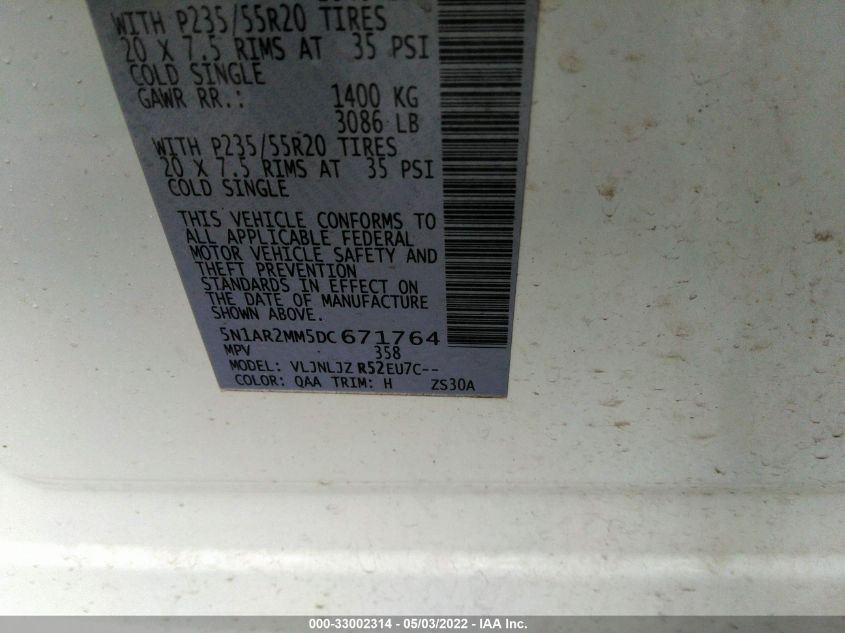 WITH P235/55R20 TIRES
20 X 7.5 RIMS AT 35 PSI
COLD SINGLE
GAWR RR.: 1400 KG
3086 LB
WITH P235/55R20 TIRES
20 X 7.5 RIMS AT 35 PSI
COLD SINGLE
THIS VEHICLE CONFORMS TO
ALL APPLICABLE FEDERAL
MOTOR VEHICLE SAFETY AND
THEFT PREVENTION
STANDARDS IN EFFECT ON
THE DATE OF MANUFACTURE
SHOWN ABOVE.
5N1AR2MM5DC671764
MPV 358
MODEL: VLJNLJZ R52EU7C--
COLOR: QAA TRIM: H ZS30A
000-33002314 - 05/03/2022 - IAA Inc.